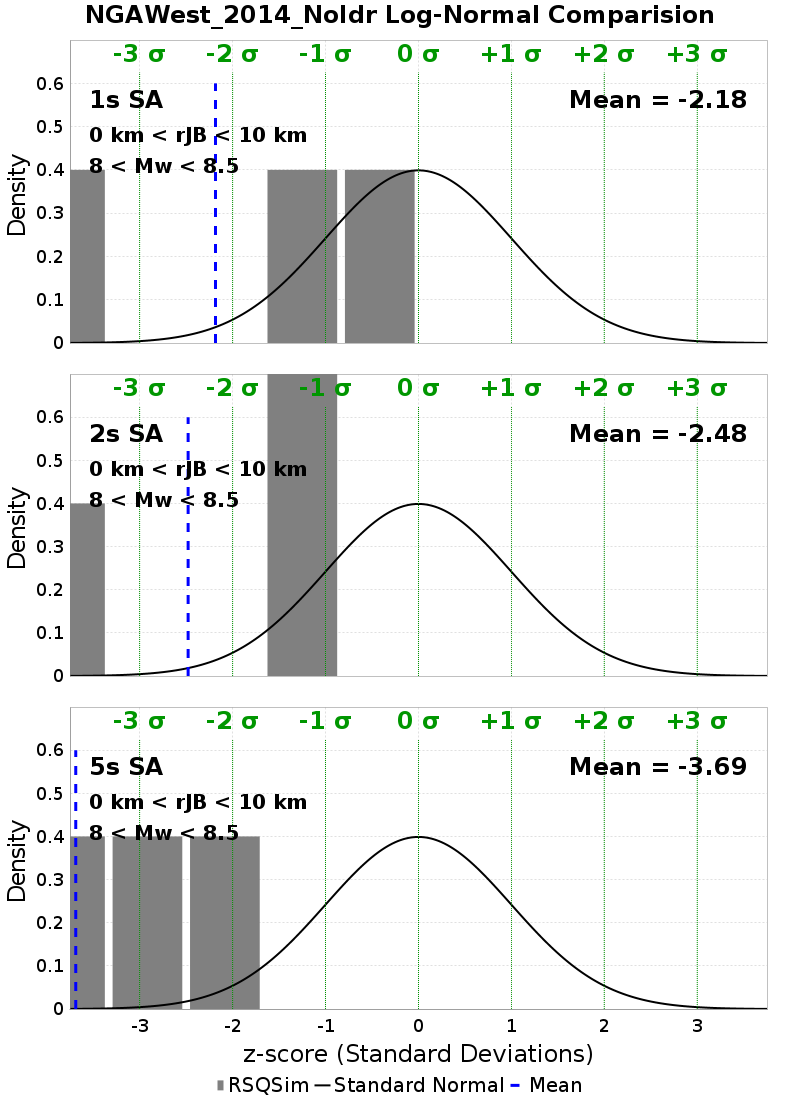 NGAWest_2014_NoIdr Log-Normal Comparision
-3 σ -2 σ -1 σ 0 σ +1 σ +2 σ +3 σ
0.6
1s SA Mean = -2.18
0.5
0 km < rJB < 10 km
8 < Mw < 8.5
0.4
0.3
0.2
0.1
0
Density
-3 σ -2 σ -1 σ 0 σ +1 σ +2 σ +3 σ
0.6
2s SA Mean = -2.48
0.5
0 km < rJB < 10 km
8 < Mw < 8.5
0.4
0.3
0.2
0.1
0
Density
-3 σ -2 σ -1 σ 0 σ +1 σ +2 σ +3 σ
0.6
5s SA Mean = -3.69
0.5
0 km < rJB < 10 km
8 < Mw < 8.5
0.4
0.3
0.2
0.1
0
Density
-3 -2 -1 0 1 2 3
z-score (Standard Deviations)
RSQSim Standard Normal Mean